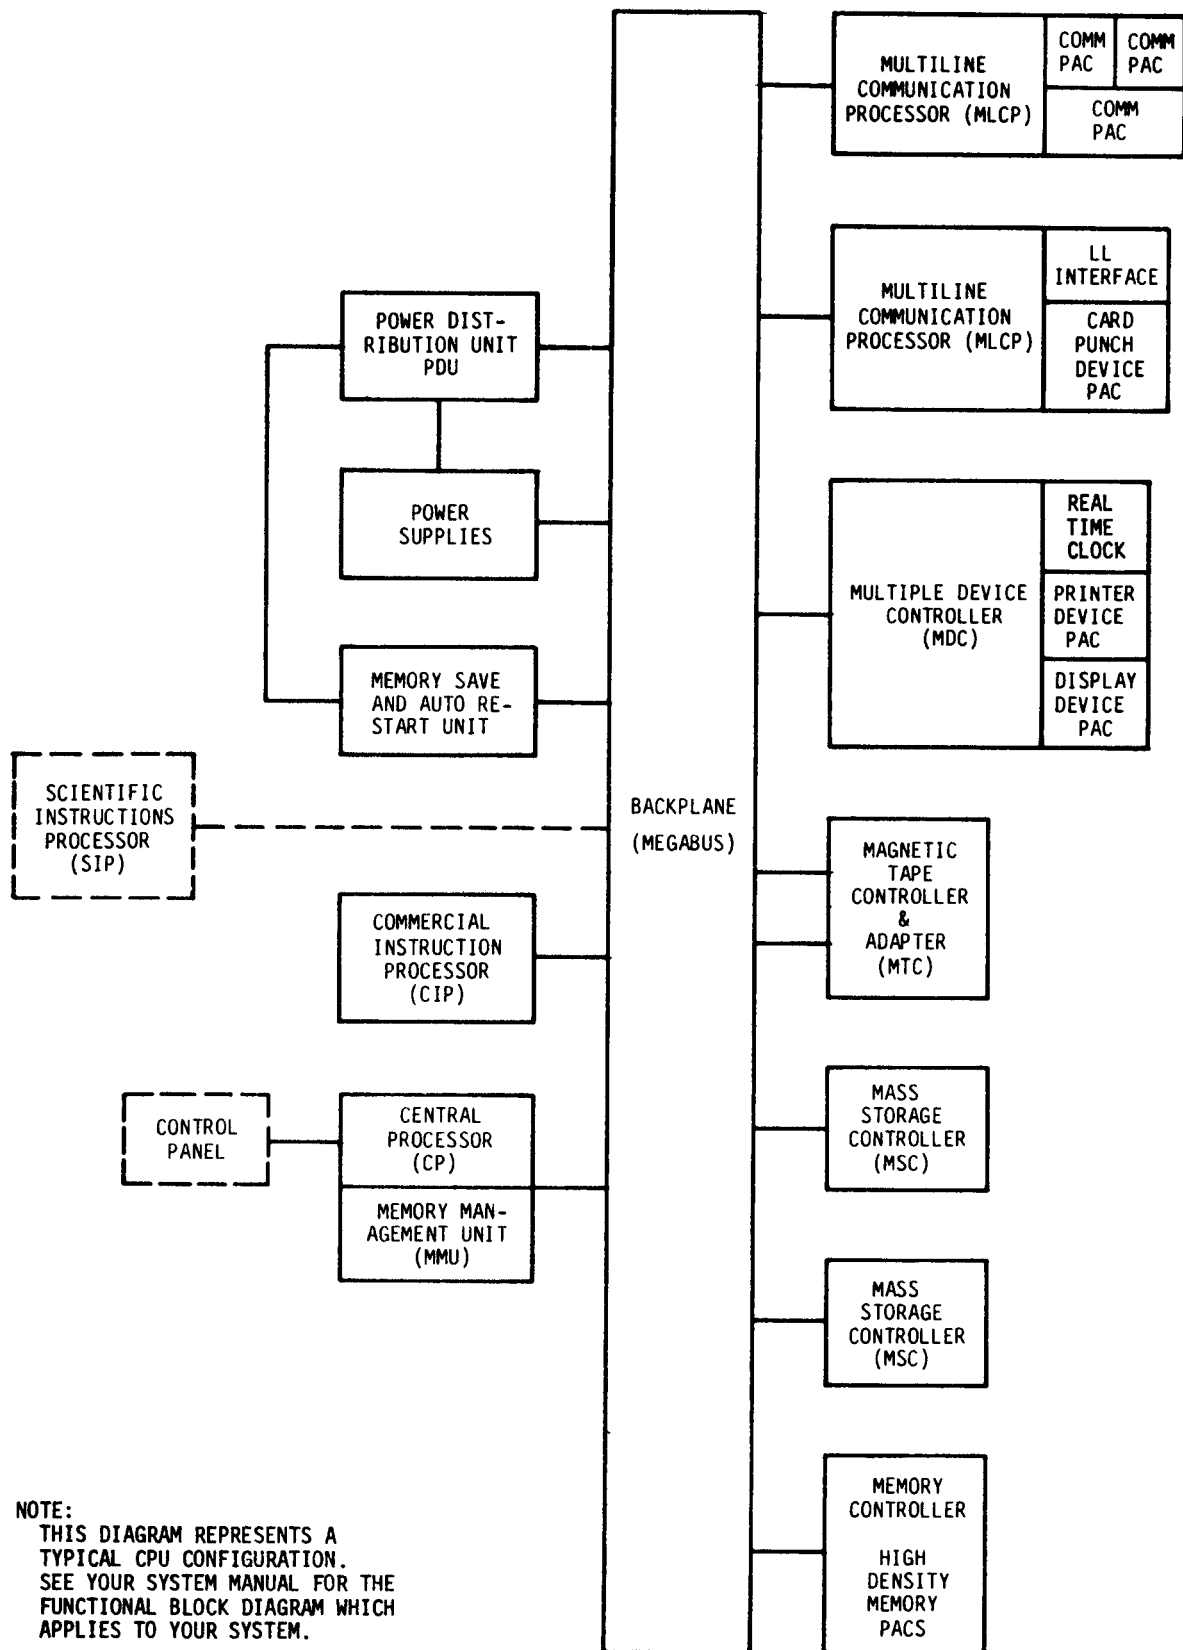 MULTILINE
COMMUNICATION
PROCESSOR (MLCP)
COMM
PAC
COMM
PAC
COMM
PAC
MULTILINE
COMMUNICATION
PROCESSOR (MLCP)
LL
INTERFACE
CARD
PUNCH
DEVICE
PAC
POWER DIST-
RIBUTION UNIT
PDU
POWER
SUPPLIES
MULTIPLE DEVICE
CONTROLLER
(MDC)
REAL
TIME
CLOCK
PRINTER
DEVICE
PAC
DISPLAY
DEVICE
PAC
MEMORY SAVE
AND AUTO RE-
START UNIT
SCIENTIFIC
INSTRUCTIONS
PROCESSOR
(SIP)
BACKPLANE
(MEGABUS)
MAGNETIC
TAPE
CONTROLLER
&
ADAPTER
(MTC)
COMMERCIAL
INSTRUCTION
PROCESSOR
(CIP)
CONTROL
PANEL
CENTRAL
PROCESSOR
(CP)
MEMORY MAN-
AGEMENT UNIT
(MMU)
MASS
STORAGE
CONTROLLER
(MSC)
MASS
STORAGE
CONTROLLER
(MSC)
MEMORY
CONTROLLER
HIGH
DENSITY
MEMORY
PACS
NOTE:
THIS DIAGRAM REPRESENTS A
TYPICAL CPU CONFIGURATION.
SEE YOUR SYSTEM MANUAL FOR THE
FUNCTIONAL BLOCK DIAGRAM WHICH
APPLIES TO YOUR SYSTEM.